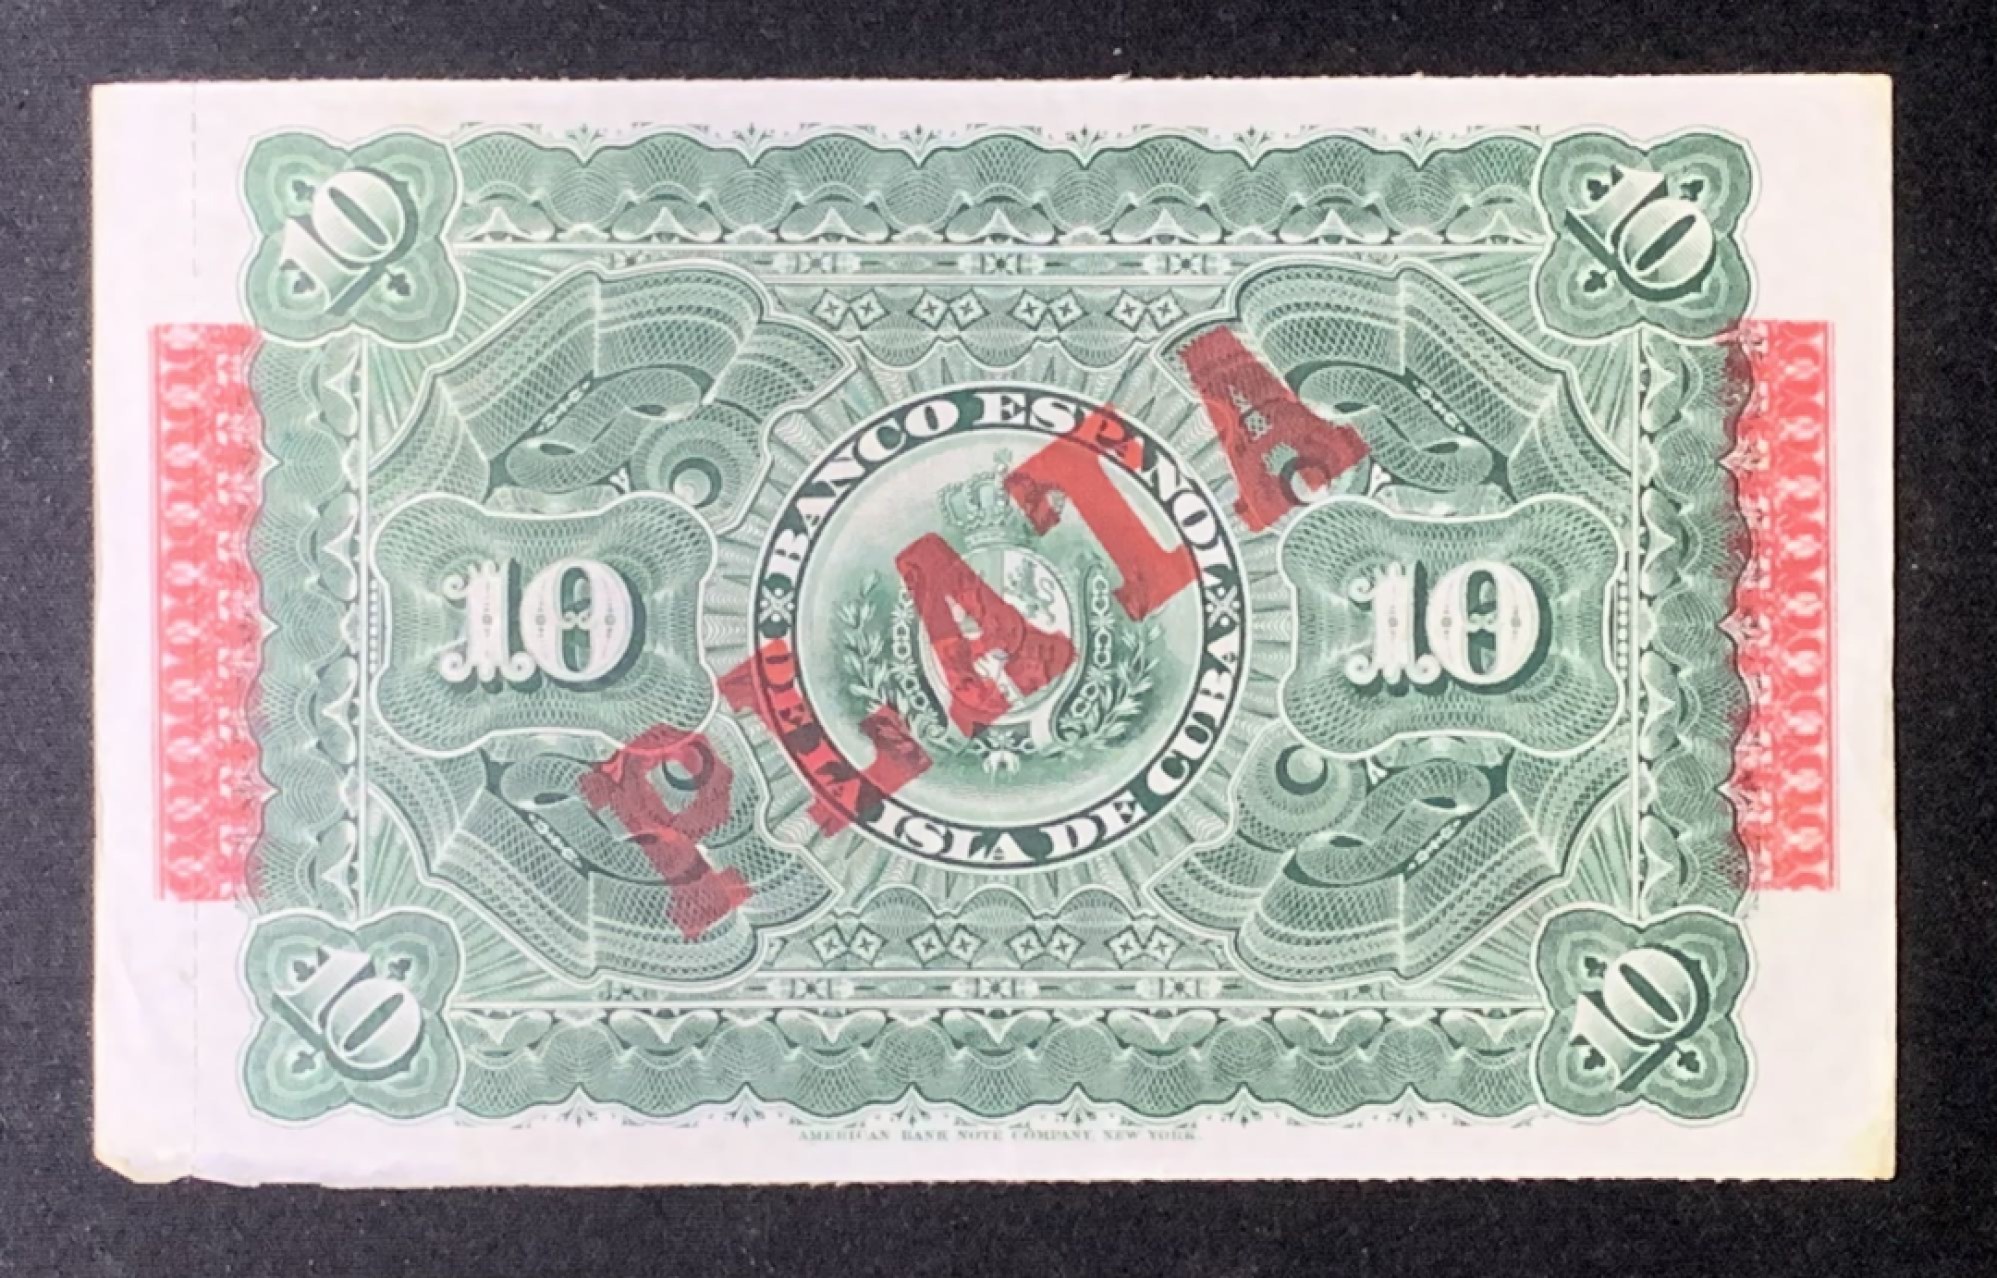 10 10
BANCO ESPAÑOL
DE LA ISLA DE CUBA
PLATA
10 10
10 10
AMERICAN BANK NOTE COMPANY, NEW YORK.